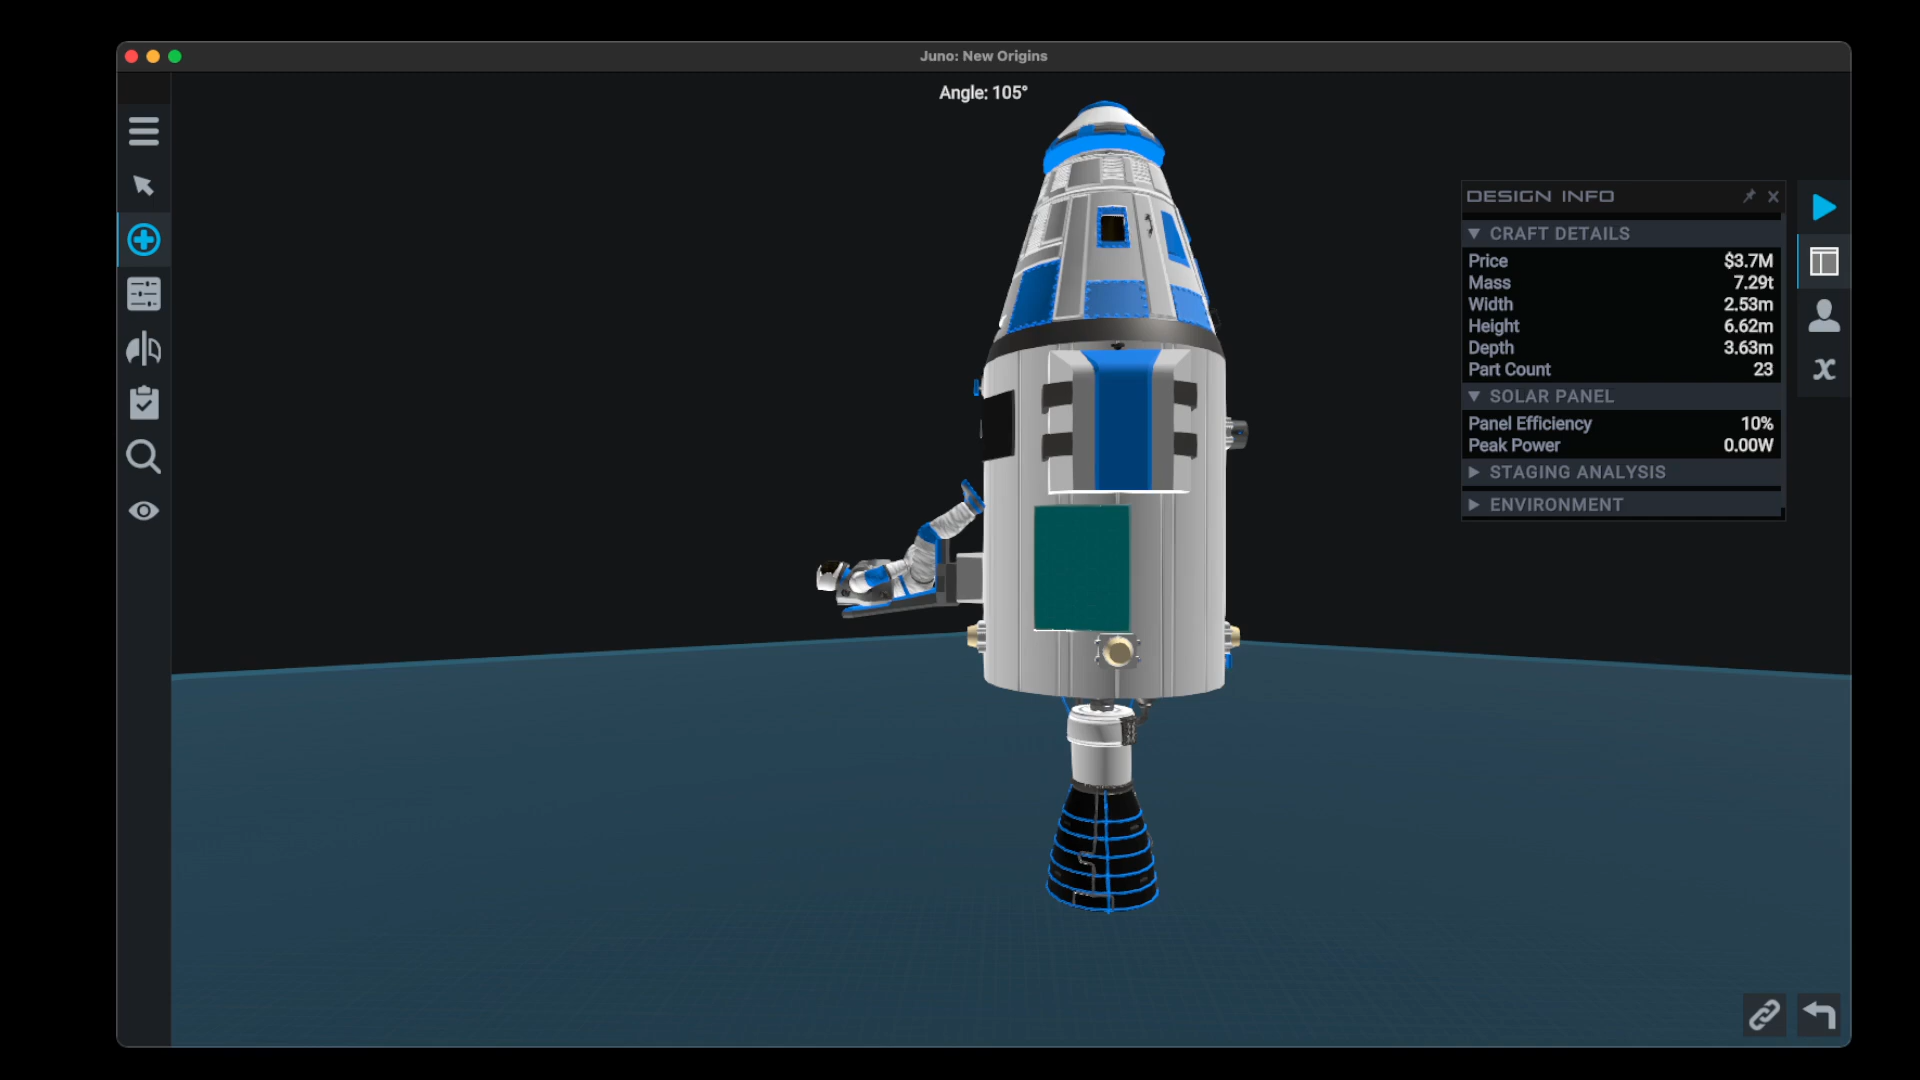 Juno: New Origins
Angle: 105°
DESIGN INFO
CRAFT DETAILS
Price $3.7M
Mass 7.29t
Width 2.53m
Height 6.62m
Depth 3.63m
Part Count 23
SOLAR PANEL
Panel Efficiency 10%
Peak Power 0.00W
STAGING ANALYSIS
ENVIRONMENT